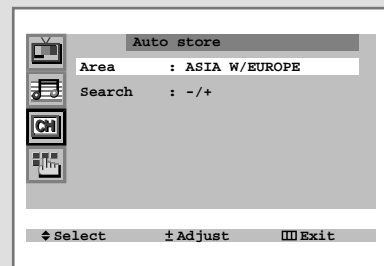 Auto store
Area : ASIA W/EUROPE
Search : -/+
CH
Select ± Adjust Exit